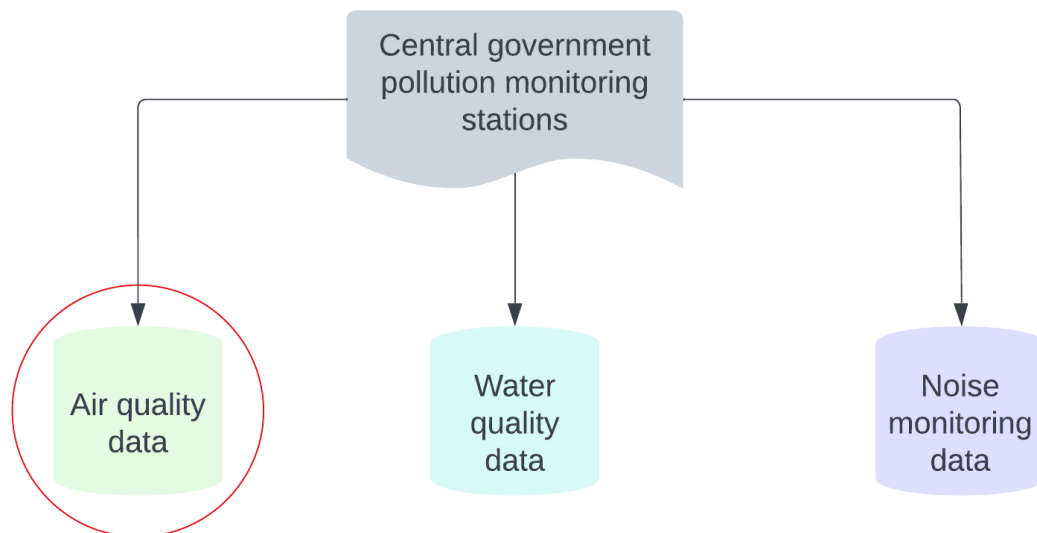 Central government
pollution monitoring
stations
Air quality
data
Water
quality
data
Noise
monitoring
data